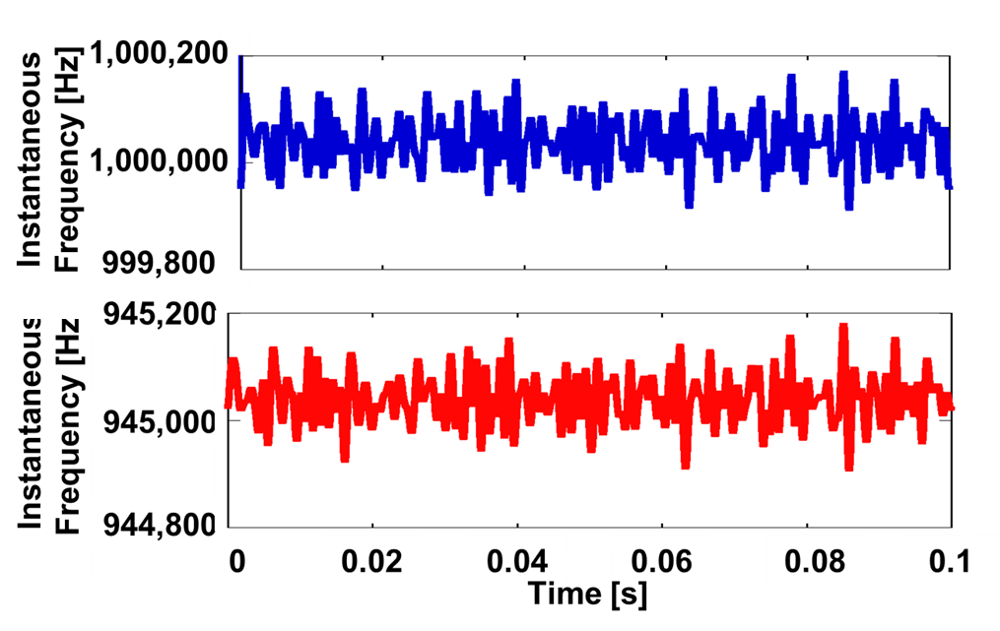 Instantaneous
Frequency [Hz]
1,000,200
1,000,000
999,800
Instantaneous
Frequency [Hz
945,200
945,000
944,800
0 0.02 0.04 0.06 0.08 0.1
Time [s]